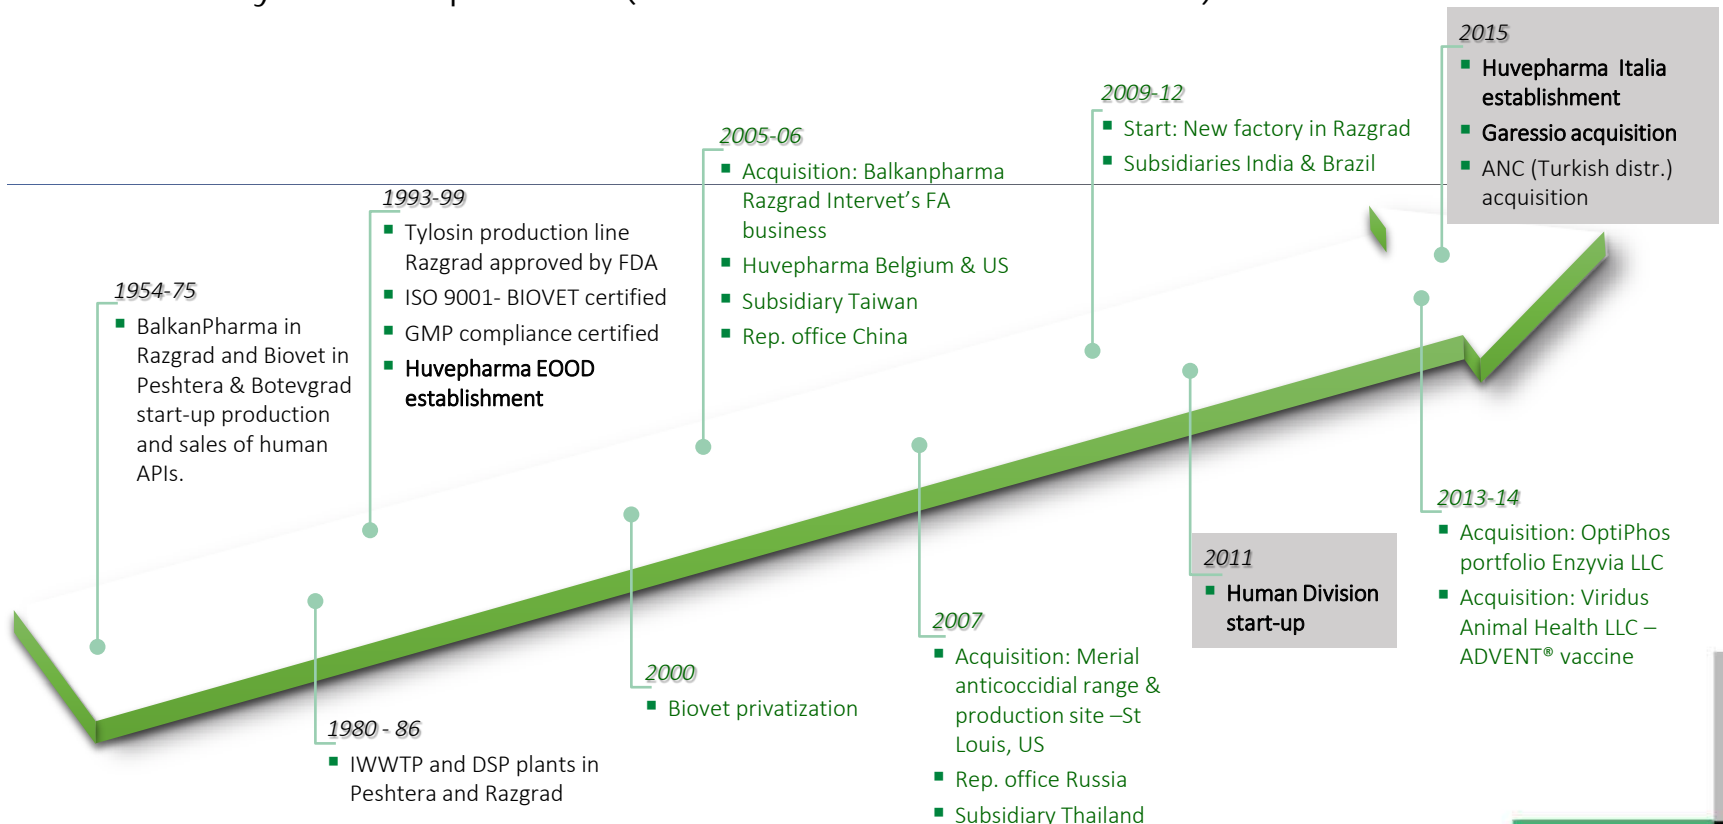 1954-75
BalkanPharma in
Razgrad and Biovet in
Peshtera & Botevgrad
start-up production
and sales of human
APIs.
1980 - 86
IWWTP and DSP plants in
Peshtera and Razgrad
1993-99
Tylosin production line
Razgrad approved by FDA
ISO 9001- BIOVET certified
GMP compliance certified
Huvepharma EOOD
establishment
2000
Biovet privatization
2005-06
Acquisition: Balkanpharma
Razgrad Intervet’s FA
business
Huvepharma Belgium & US
Subsidiary Taiwan
Rep. office China
2007
Acquisition: Merial
anticoccidial range &
production site –St
Louis, US
Rep. office Russia
Subsidiary Thailand
2009-12
Start: New factory in Razgrad
Subsidiaries India & Brazil
2011
Human Division
start-up
2013-14
Acquisition: OptiPhos
portfolio Enzyvia LLC
Acquisition: Viridus
Animal Health LLC –
ADVENT® vaccine
2015
Huvepharma Italia
establishment
Garessio acquisition
ANC (Turkish distr.)
acquisition